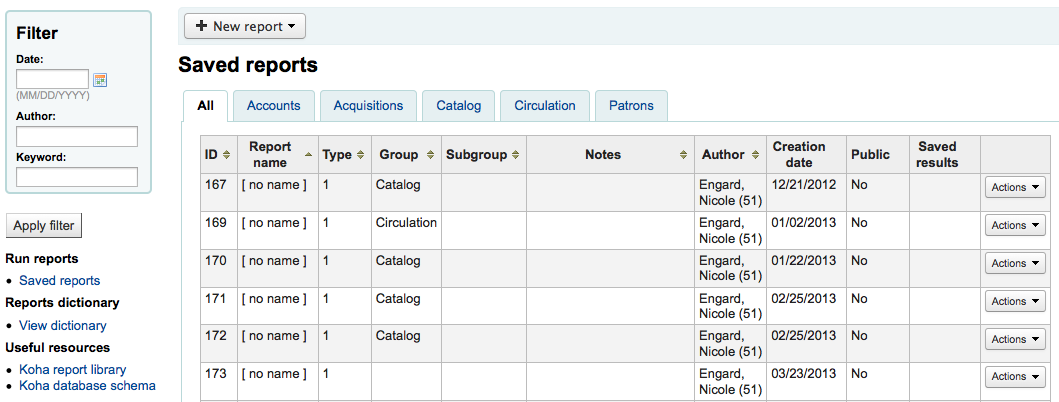 Filter
Date:
(MM/DD/YYYY)
Author:
Keyword:
Apply filter
Run reports
Saved reports
Reports dictionary
View dictionary
Useful resources
Koha report library
Koha database schema
+ New report
Saved reports
All Accounts Acquisitions Catalog Circulation Patrons
ID Report name Type Group Subgroup Notes Author Creation date Public Saved results
167 [ no name ] 1 Catalog Engard, Nicole (51) 12/21/2012 No Actions
169 [ no name ] 1 Circulation Engard, Nicole (51) 01/02/2013 No Actions
170 [ no name ] 1 Catalog Engard, Nicole (51) 01/22/2013 No Actions
171 [ no name ] 1 Catalog Engard, Nicole (51) 02/25/2013 No Actions
172 [ no name ] 1 Catalog Engard, Nicole (51) 02/25/2013 No Actions
173 [ no name ] 1 Engard, Nicole (51) 03/23/2013 No Actions